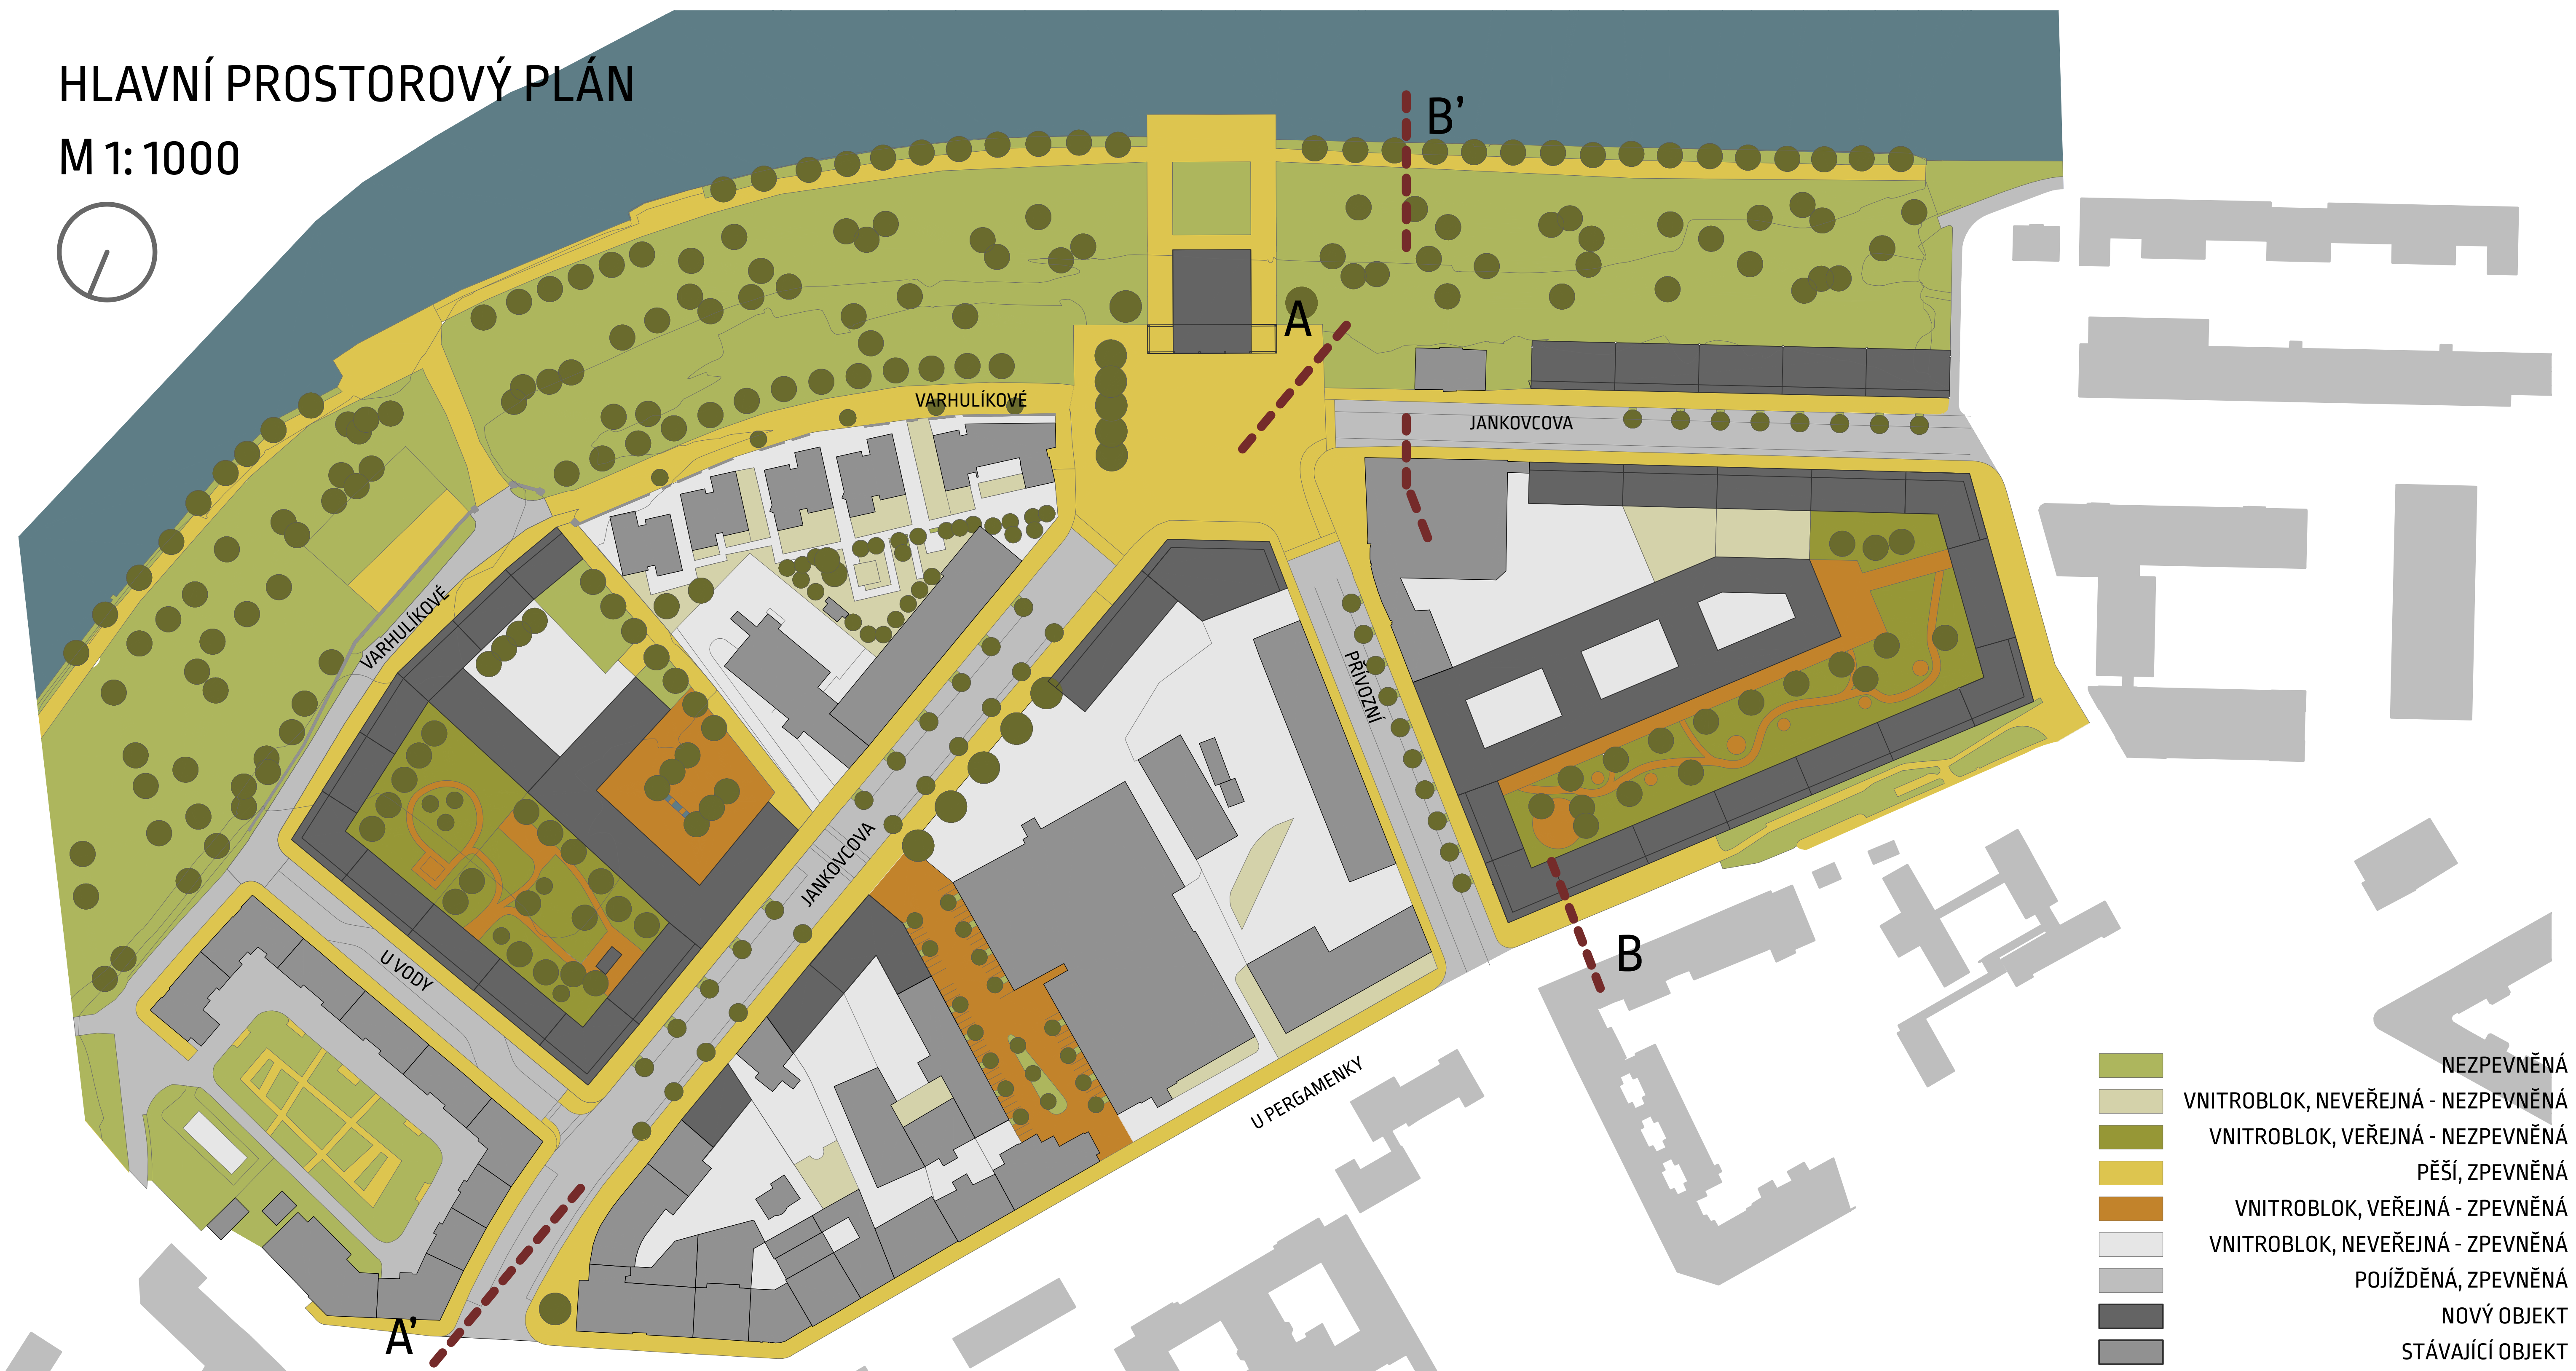 HLAVNÍ PROSTOROVÝ PLÁN
M 1: 1000
B’
A
VARHULÍKOVÉ
JANKOVCOVA
VARHULÍKOVÉ
PŘÍVOZNÍ
JANKOVCOVA
U VODY
B
U PERGAMENKY
A’
NEZPEVNĚNÁ
VNITROBLOK, NEVEŘEJNÁ - NEZPEVNĚNÁ
VNITROBLOK, VEŘEJNÁ - NEZPEVNĚNÁ
PĚŠÍ, ZPEVNĚNÁ
VNITROBLOK, VEŘEJNÁ - ZPEVNĚNÁ
VNITROBLOK, NEVEŘEJNÁ - ZPEVNĚNÁ
POJÍŽDĚNÁ, ZPEVNĚNÁ
NOVÝ OBJEKT
STÁVAJÍCÍ OBJEKT